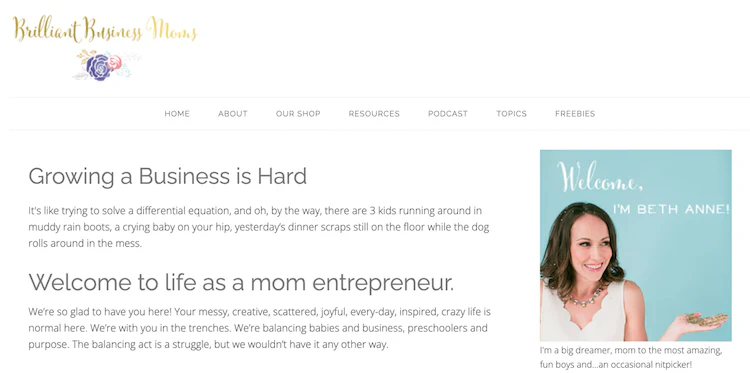 Brilliant Business Moms
HOME ABOUT OUR SHOP RESOURCES PODCAST TOPICS FREEBIES
Growing a Business is Hard
It's like trying to solve a differential equation, and oh, by the way, there are 3 kids running around in
muddy rain boots, a crying baby on your hip, yesterday's dinner scraps still on the floor while the dog
rolls around in the mess.
Welcome to life as a mom entrepreneur.
We're so glad to have you here! Your messy, creative, scattered, joyful, every-day, inspired, crazy life is
normal here. We're with you in the trenches. We're balancing babies and business, preschoolers and
purpose. The balancing act is a struggle, but we wouldn't have it any other way.
Welcome,
I'M BETH ANNE!
I'm a big dreamer, mom to the most amazing,
fun boys and...an occasional nitpicker!